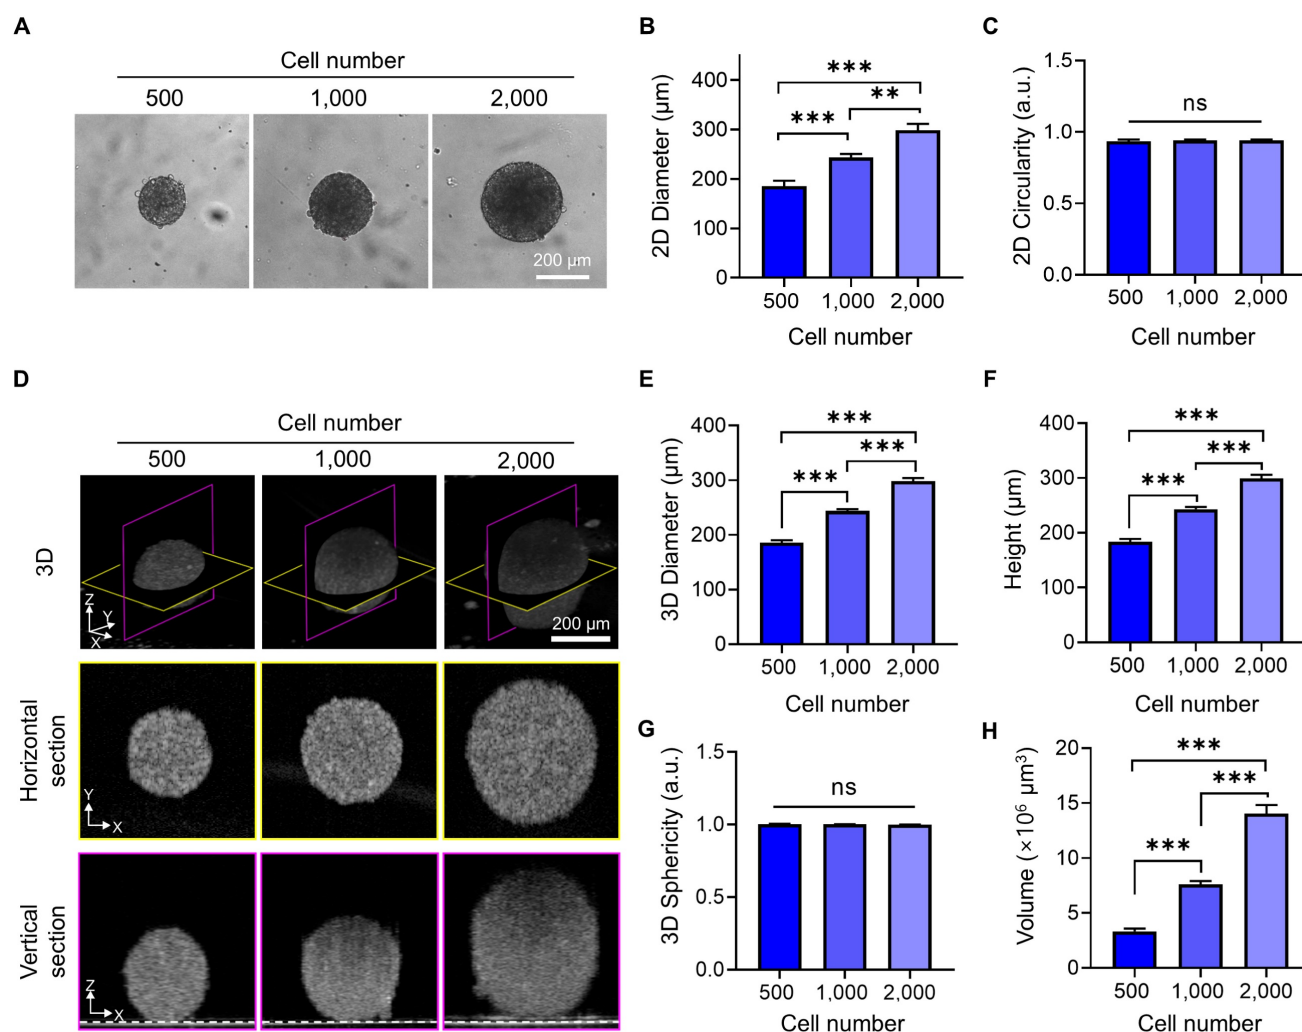 A
Cell number
500 1,000 2,000
200 μm
B
2D Diameter (μm)
400
300
200
100
0
***
***
**
500 1,000 2,000
Cell number
C
2D Circularity (a.u.)
1.5
1.0
0.5
0.0
ns
500 1,000 2,000
Cell number
D
Cell number
500 1,000 2,000
3D
Z
Y
X
200 μm
Horizontal
section
Y
X
Vertical
section
Z
X
E
3D Diameter (μm)
400
300
200
100
0
***
***
***
500 1,000 2,000
Cell number
F
Height (μm)
400
300
200
100
0
***
***
***
500 1,000 2,000
Cell number
G
3D Sphericity (a.u.)
1.5
1.0
0.5
0.0
ns
500 1,000 2,000
Cell number
H
Volume (×10⁶ μm³)
20
15
10
5
0
***
***
***
500 1,000 2,000
Cell number